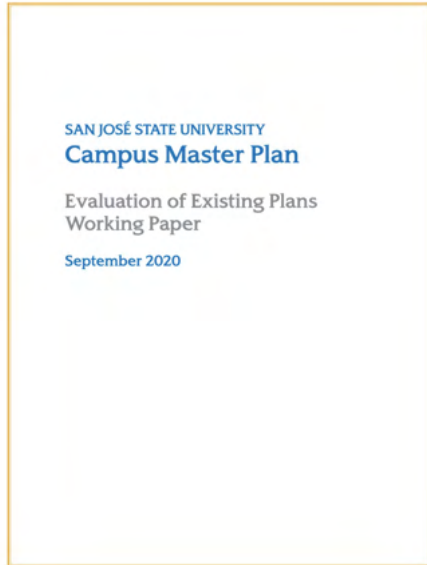 SAN JOSÉ STATE UNIVERSITY
Campus Master Plan
Evaluation of Existing Plans
Working Paper
September 2020